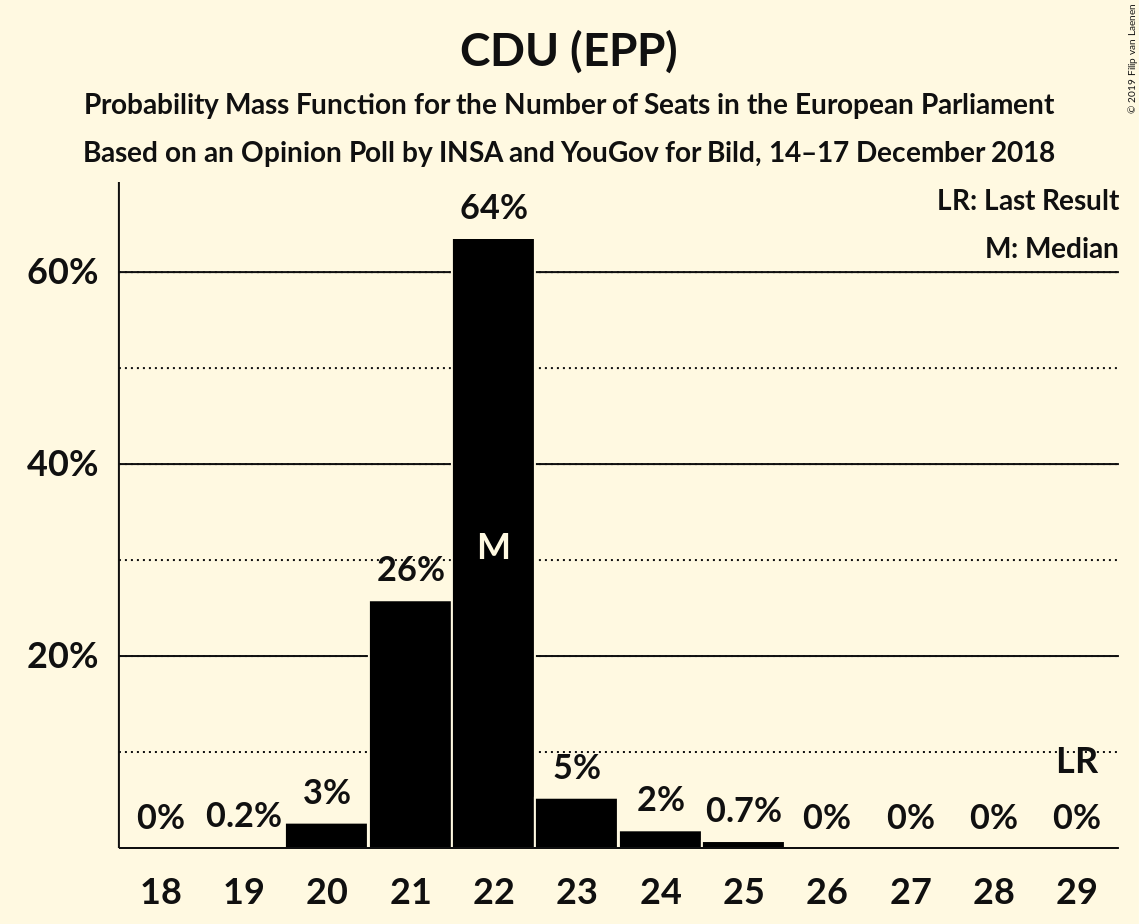 CDU (EPP)
Probability Mass Function for the Number of Seats in the European Parliament
Based on an Opinion Poll by INSA and YouGov for Bild, 14–17 December 2018
© 2019 Filip van Laenen
LR: Last Result
M: Median
64%
60%
40%
M
26%
20%
5%
LR
3%
2%
0.7%
0%
0.2%
0%
0%
0%
0%
18 19 20 21 22 23 24 25 26 27 28 29